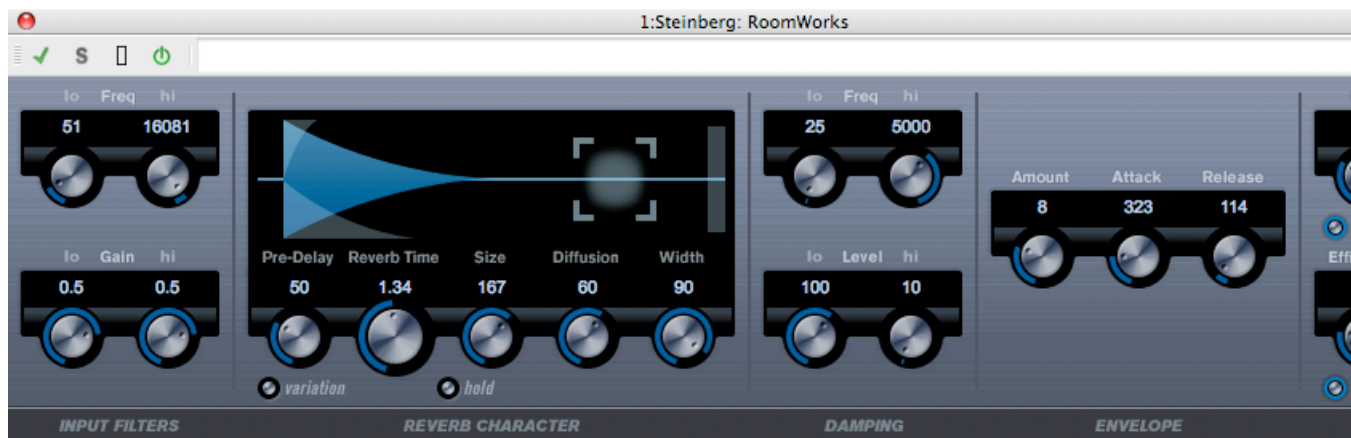 1:Steinberg: RoomWorks
S
lo Freq hi
51 16081
lo Gain hi
0.5 0.5
INPUT FILTERS
Pre-Delay Reverb Time Size Diffusion Width
50 1.34 167 60 90
variation hold
REVERB CHARACTER
lo Freq hi
25 5000
lo Level hi
100 10
DAMPING
Amount Attack Release
8 323 114
ENVELOPE